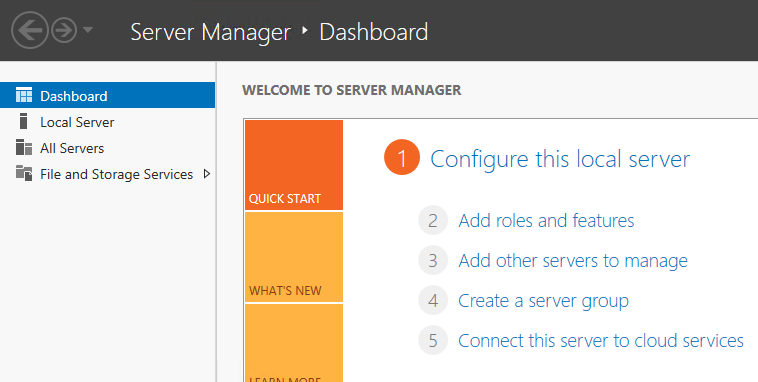 Server Manager ‣ Dashboard
Dashboard
Local Server
All Servers
File and Storage Services
WELCOME TO SERVER MANAGER
QUICK START
WHAT'S NEW
LEARN MORE
1 Configure this local server
2 Add roles and features
3 Add other servers to manage
4 Create a server group
5 Connect this server to cloud services